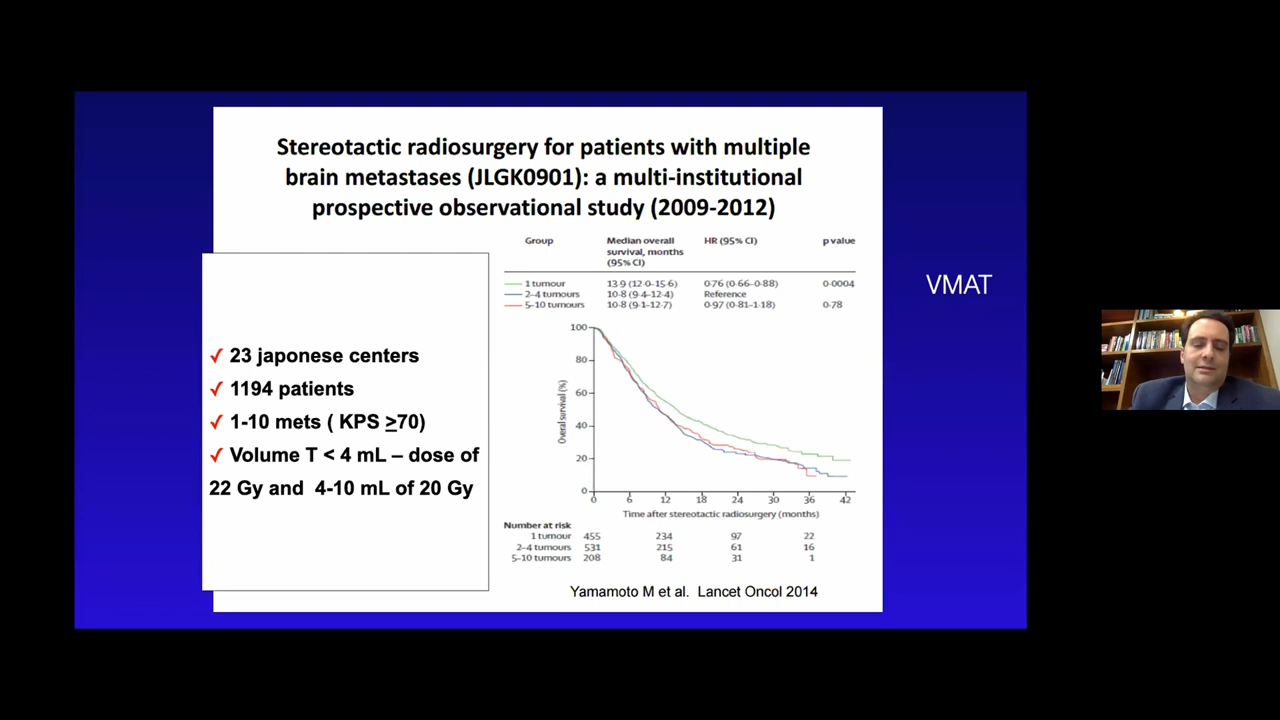 Stereotactic radiosurgery for patients with multiple
brain metastases (JLGK0901): a multi-institutional
prospective observational study (2009-2012)
Group Median overall survival, months (95% CI) HR (95% CI) p value
1 tumour 13·9 (12·0–15·6) 0·76 (0·66–0·88) 0·0004
2–4 tumours 10·8 (9·4–12·4) Reference
5–10 tumours 10·8 (9·1–12·7) 0·97 (0·81–1·18) 0·78
VMAT
✓ 23 japonese centers
✓ 1194 patients
✓ 1-10 mets ( KPS ≥70)
✓ Volume T < 4 mL – dose of
22 Gy and 4-10 mL of 20 Gy
Overall survival (%)
100
80
60
40
20
0
0 6 12 18 24 30 36 42
Time after stereotactic radiosurgery (months)
Number at risk
1 tumour 455 234 97 22
2–4 tumours 531 215 61 16
5–10 tumours 208 84 31 1
Yamamoto M et al. Lancet Oncol 2014